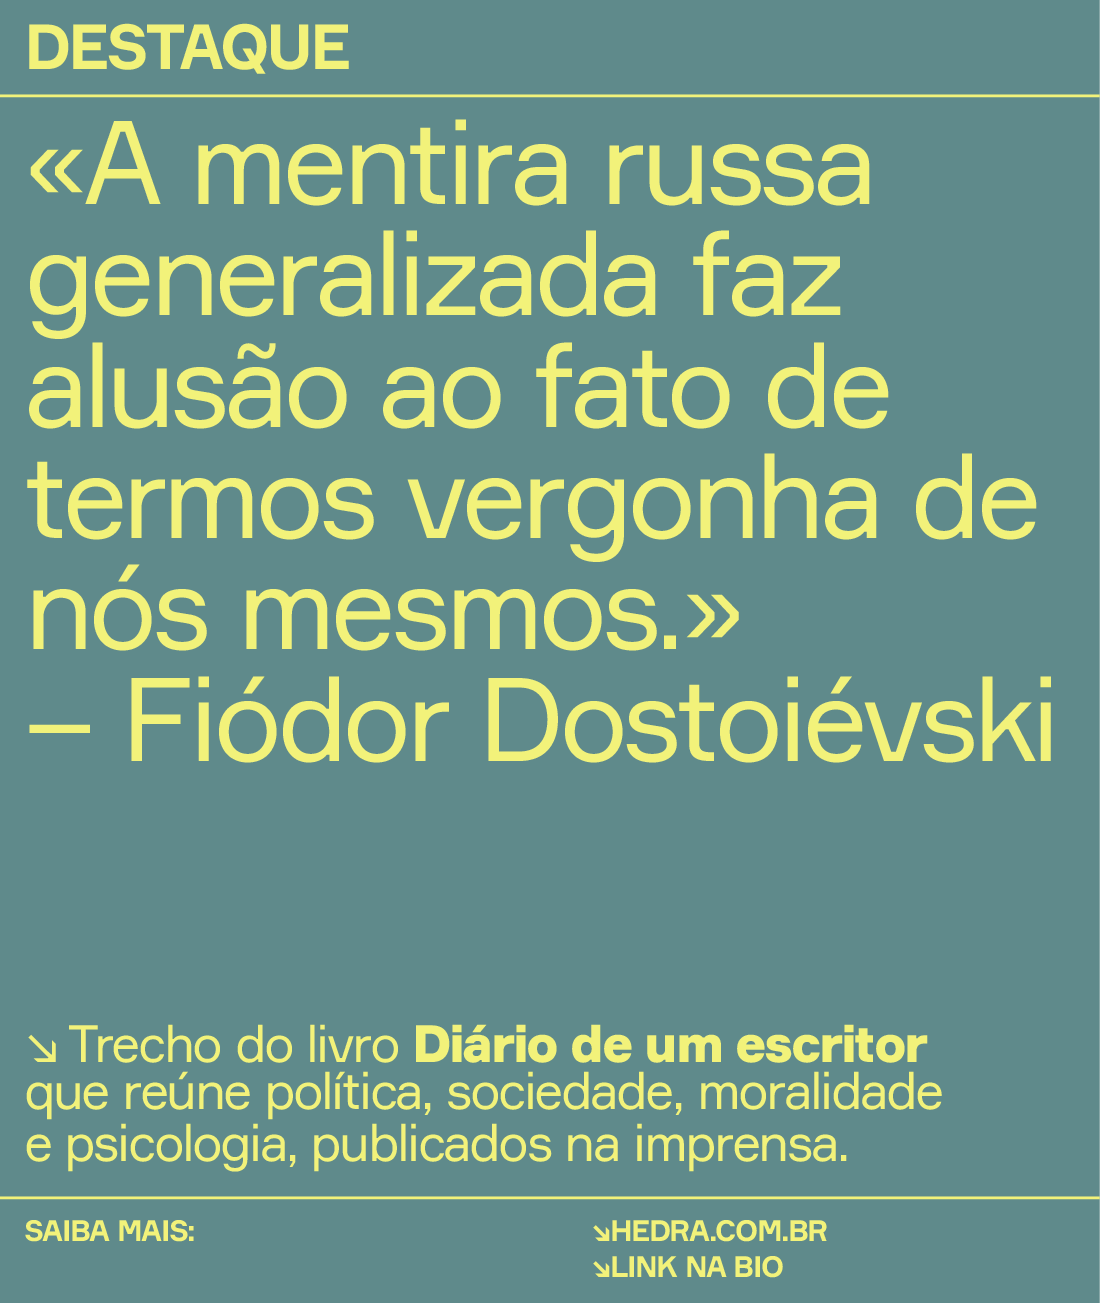 DESTAQUE
«A mentira russa
generalizada faz
alusão ao fato de
termos vergonha de
nós mesmos.»
– Fiódor Dostoiévski
↘ Trecho do livro Diário de um escritor
que reúne política, sociedade, moralidade
e psicologia, publicados na imprensa.
SAIBA MAIS:
↘HEDRA.COM.BR
↘LINK NA BIO